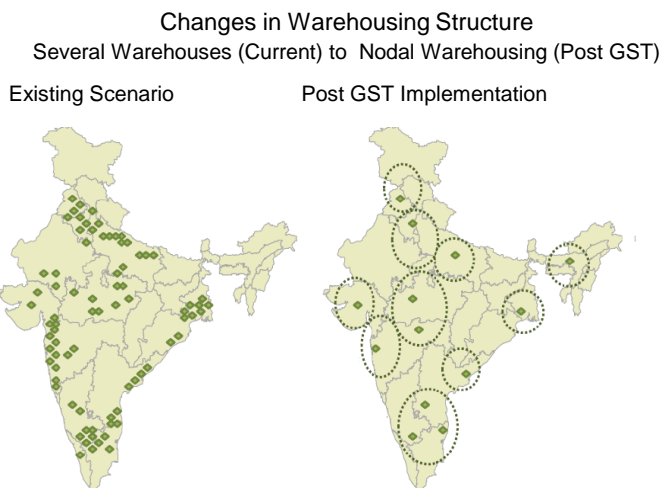 Changes in Warehousing Structure
Several Warehouses (Current) to Nodal Warehousing (Post GST)
Existing Scenario
Post GST Implementation